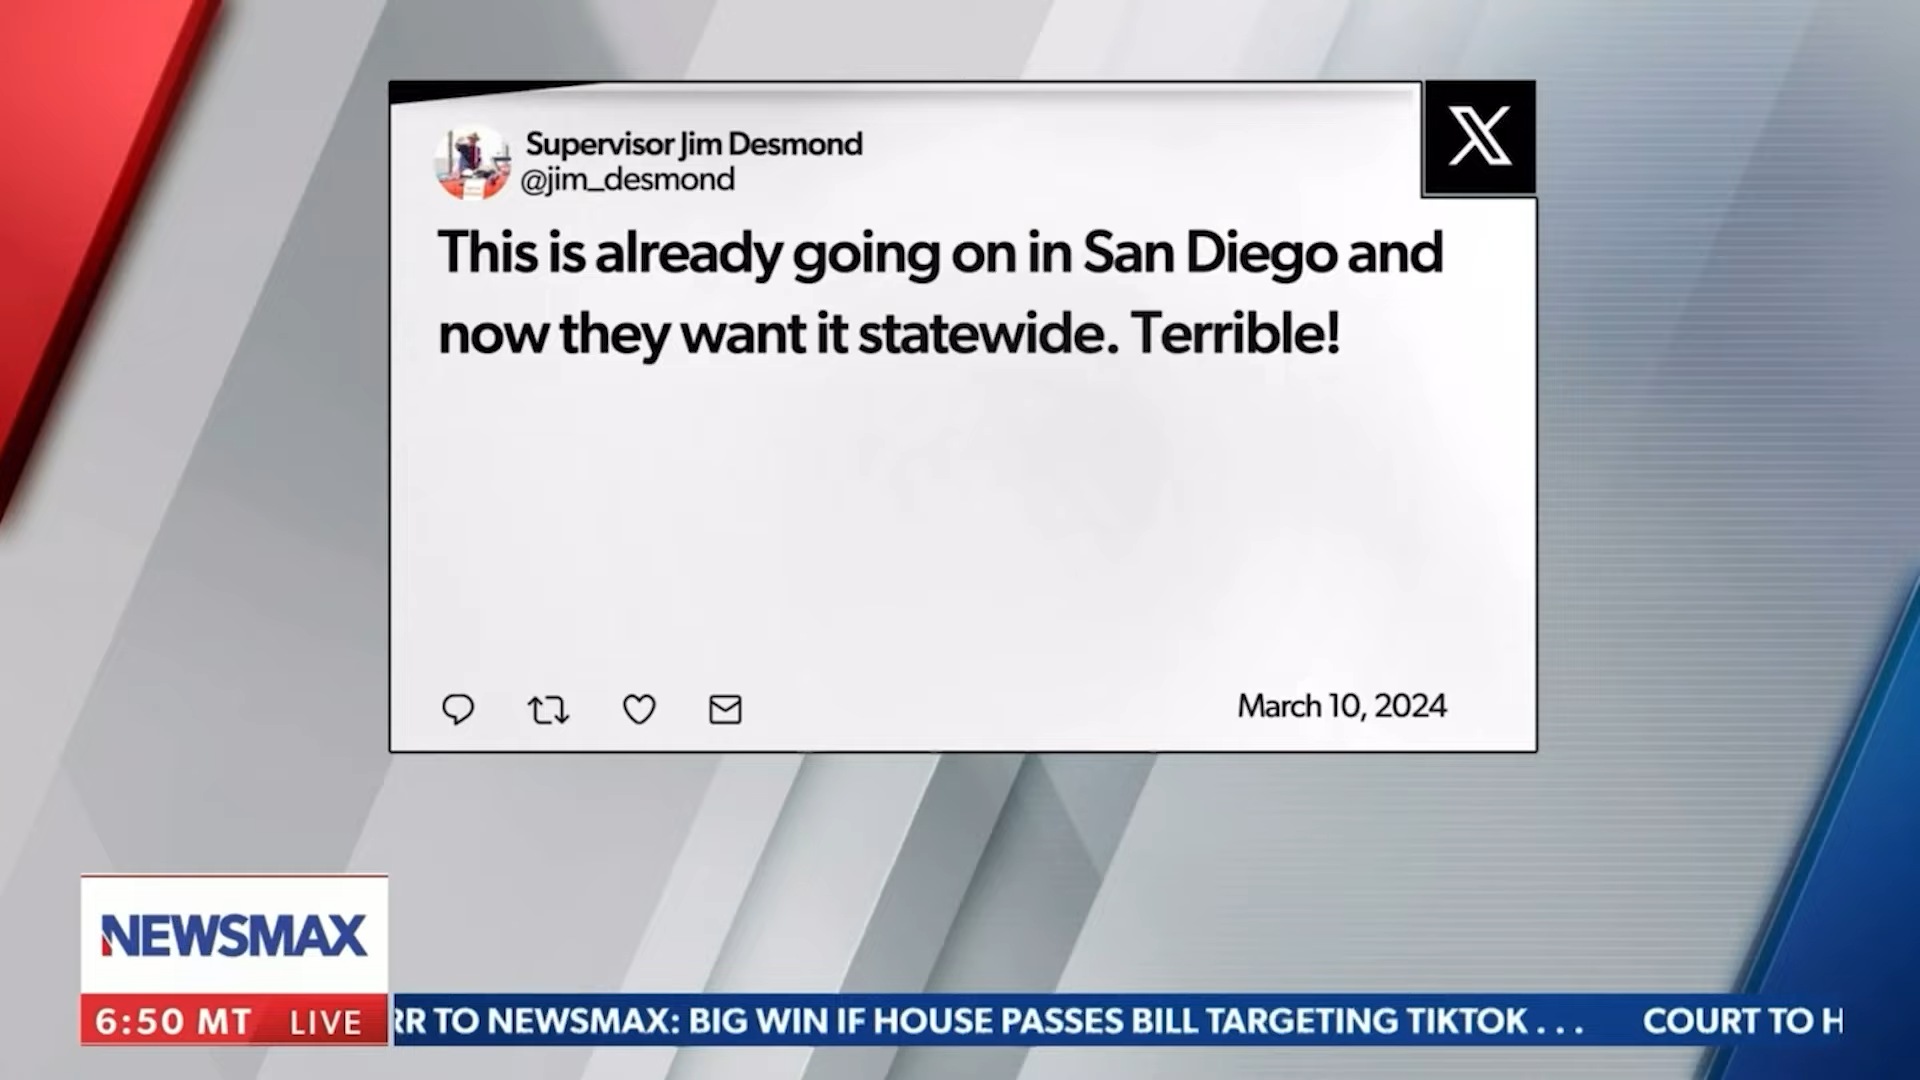 Supervisor Jim Desmond
@jim_desmond
This is already going on in San Diego and
now they want it statewide. Terrible!
March 10, 2024
NEWSMAX
6:50 MT LIVE
RR TO NEWSMAX: BIG WIN IF HOUSE PASSES BILL TARGETING TIKTOK . . . COURT TO H